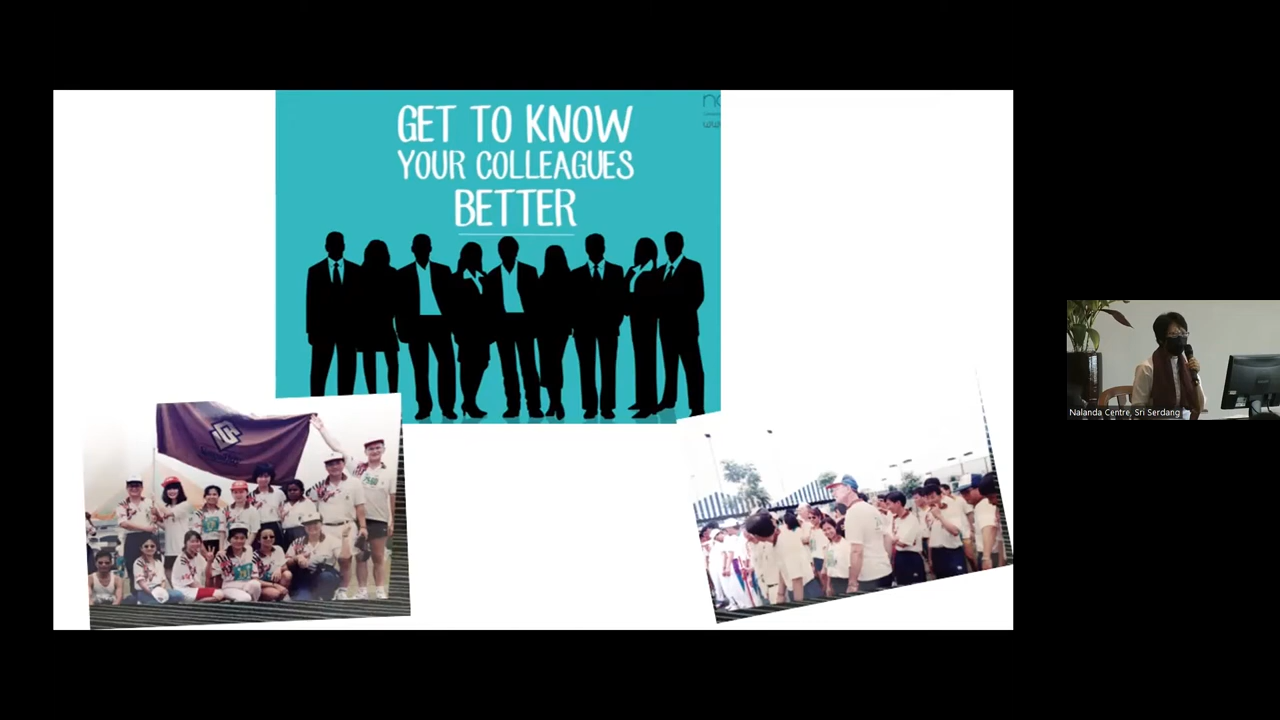 GET TO KNOW
YOUR COLLEAGUES
BETTER
Nalanda Centre, Sri Serdang